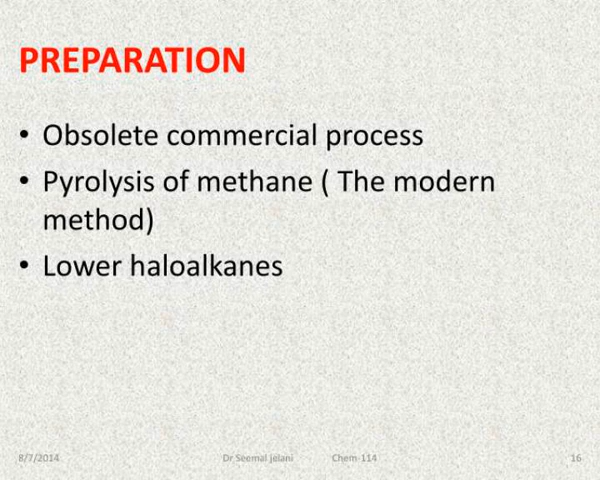 PREPARATION
• Obsolete commercial process
• Pyrolysis of methane ( The modern
method)
• Lower haloalkanes
8/7/2014 Dr Seemal jelani Chem-114 16